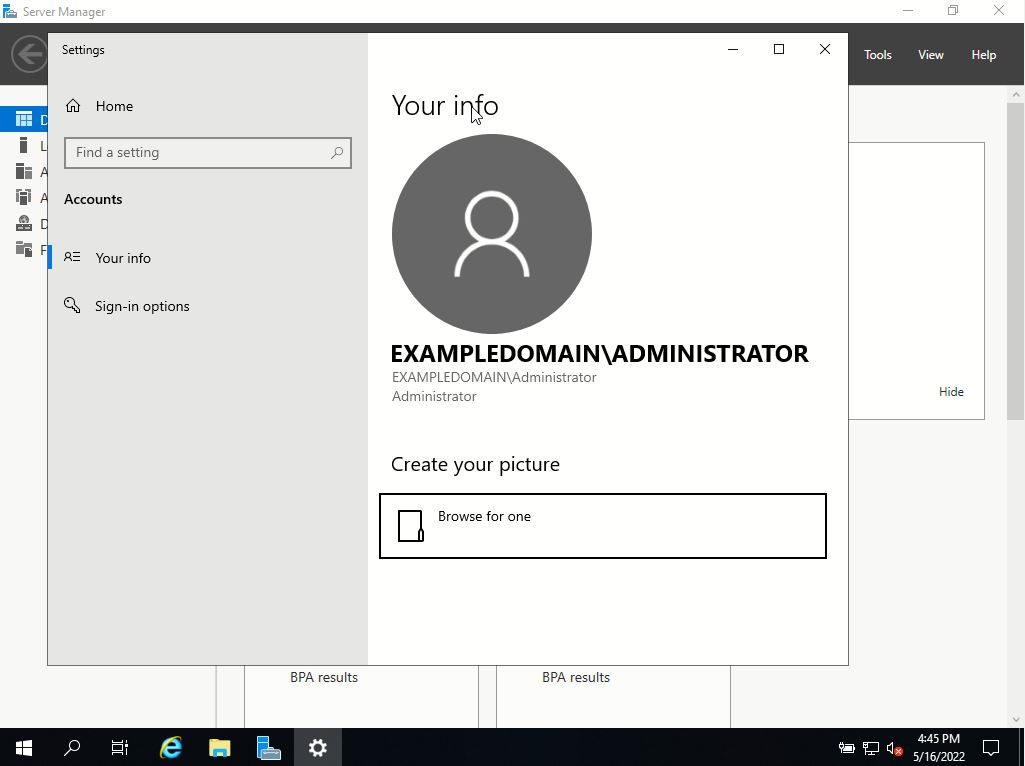 Server Manager
Settings
Tools
View
Help
Home
Find a setting
Accounts
Your info
Sign-in options
Your info
EXAMPLEDOMAIN\ADMINISTRATOR
EXAMPLEDOMAIN\Administrator
Administrator
Create your picture
Browse for one
D
L
A
A
D
F
Hide
BPA results
BPA results
4:45 PM
5/16/2022